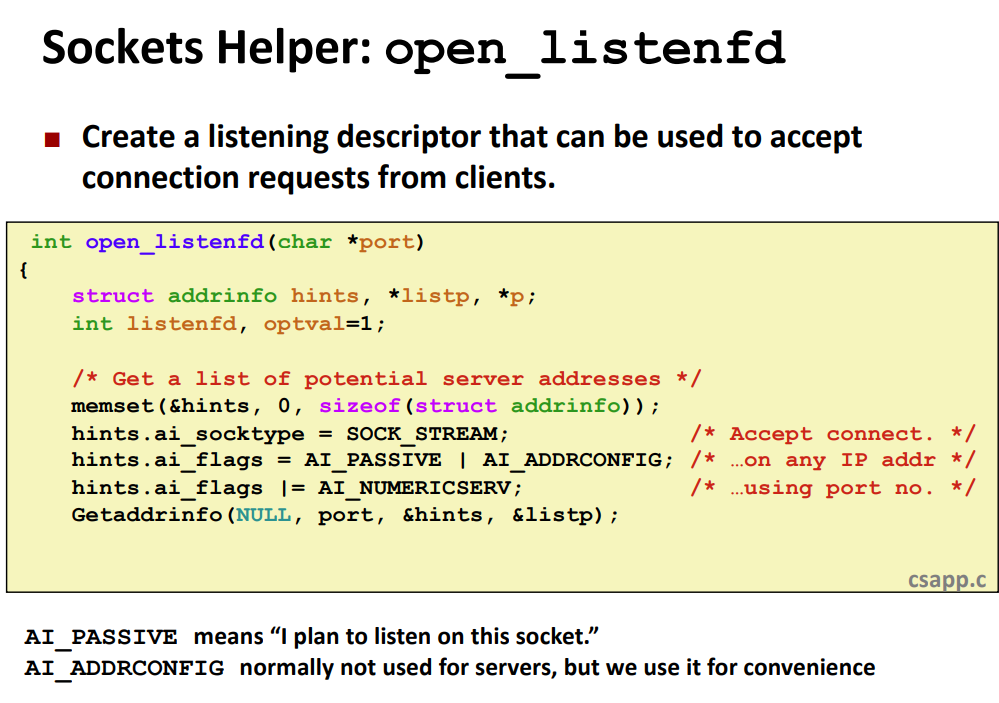 Sockets Helper: open_listenfd
Create a listening descriptor that can be used to accept
connection requests from clients.
int open_listenfd(char *port)
{
    struct addrinfo hints, *listp, *p;
    int listenfd, optval=1;

    /* Get a list of potential server addresses */
    memset(&hints, 0, sizeof(struct addrinfo));
    hints.ai_socktype = SOCK_STREAM;             /* Accept connect. */
    hints.ai_flags = AI_PASSIVE | AI_ADDRCONFIG; /* …on any IP addr */
    hints.ai_flags |= AI_NUMERICSERV;            /* …using port no. */
    Getaddrinfo(NULL, port, &hints, &listp);
csapp.c
AI_PASSIVE means “I plan to listen on this socket.”
AI_ADDRCONFIG normally not used for servers, but we use it for convenience